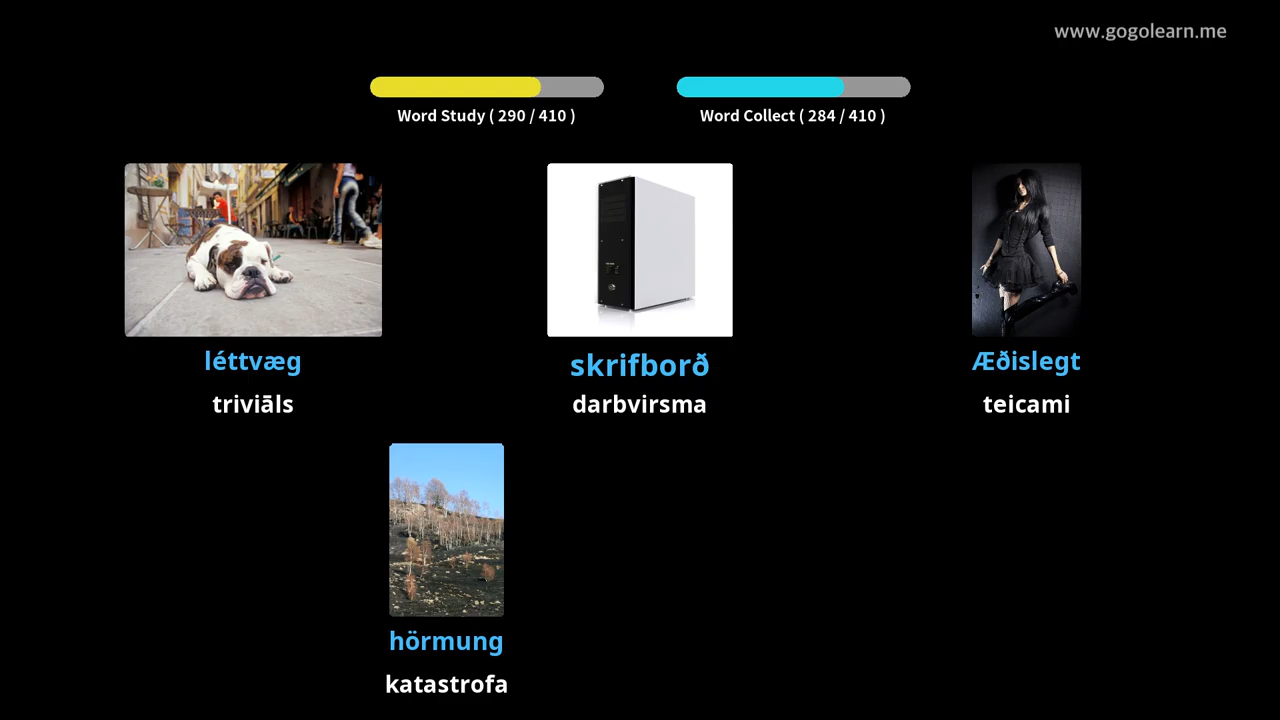 www.gogolearn.me
Word Study ( 290 / 410 )
Word Collect ( 284 / 410 )
léttvæg
skrifborð
Æðislegt
triviāls
darbvirsma
teicami
hörmung
katastrofa